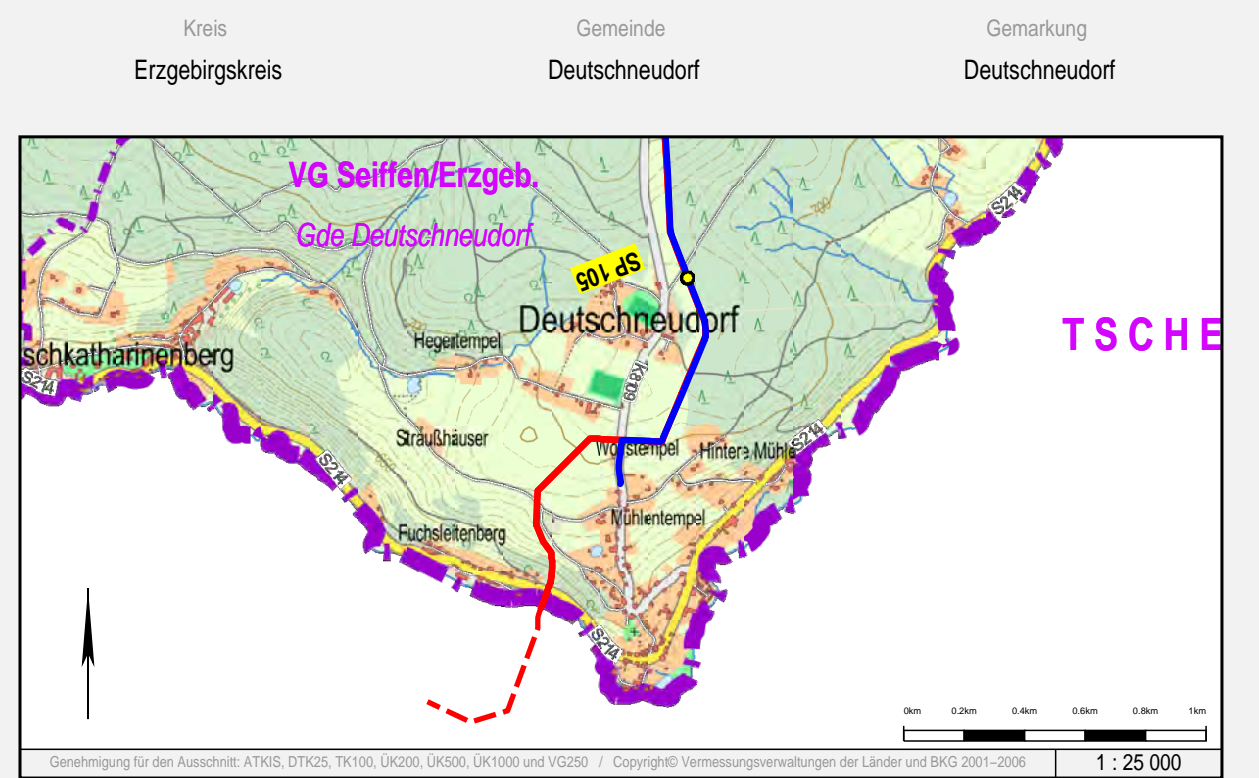 Kreis Gemeinde Gemarkung
Erzgebirgskreis Deutschneudorf Deutschneudorf
VG Seiffen/Erzgeb.
Gde Deutschneudorf
S214
700
SP 105
Deutschneudorf
TSCHE
Hegertempel
schkatharinenberg
S214
K8109
Straußhäuser
Hintere Mühle
S214
S214
Mühlentempel
Fuchsleitenberg
S214
0km 0.2km 0.4km 0.6km 0.8km 1km
Genehmigung für den Ausschnitt: ATKIS, DTK25, TK100, ÜK200, ÜK500, ÜK1000 und VG250 / Copyright© Vermessungsverwaltungen der Länder und BKG 2001–2006
1 : 25 000